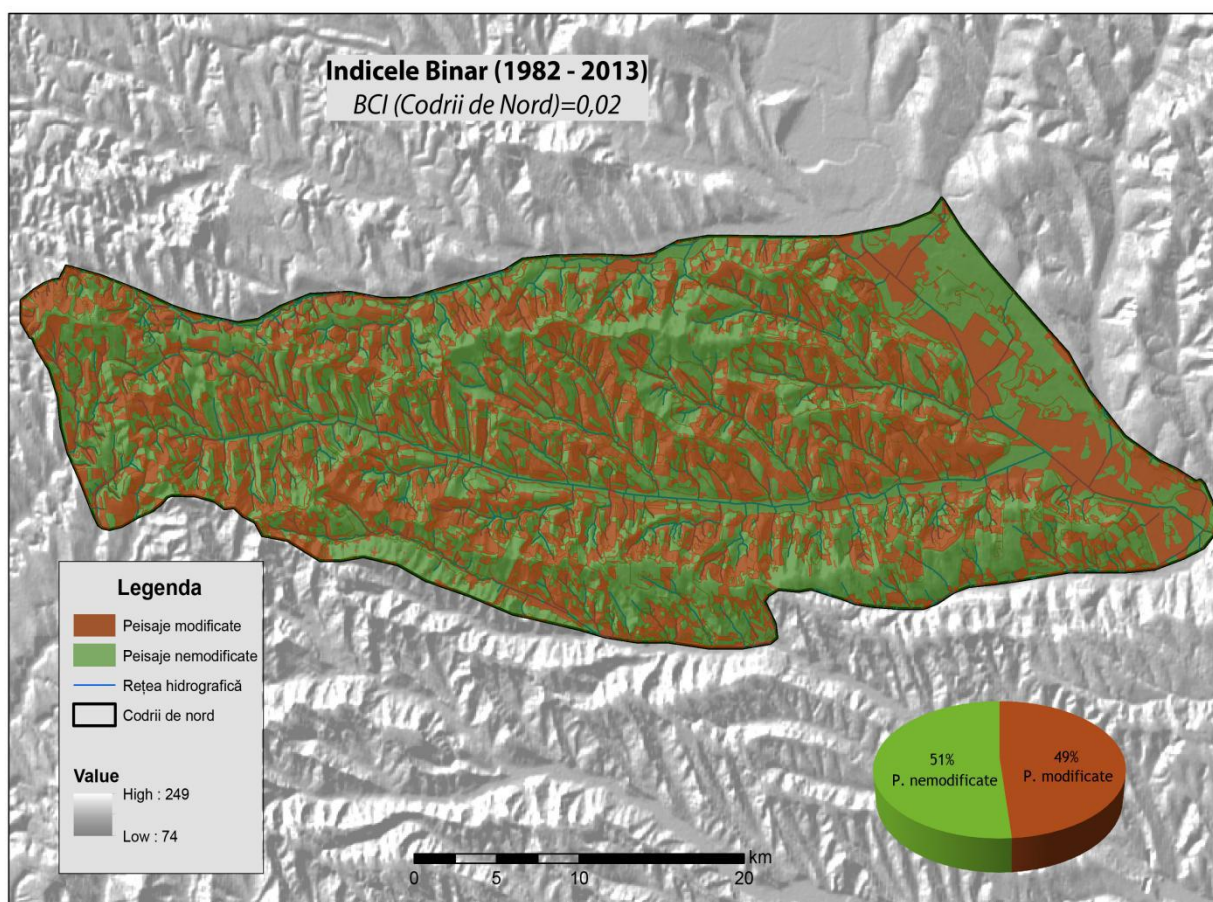 Indicele Binar (1982 - 2013)
BCI (Codrii de Nord)=0,02
Legenda
Peisaje modificate
Peisaje nemodificate
Rețea hidrografică
Codrii de nord
Value
High : 249
Low : 74
51%
P. nemodificate
49%
P. modificate
km
0 5 10 20